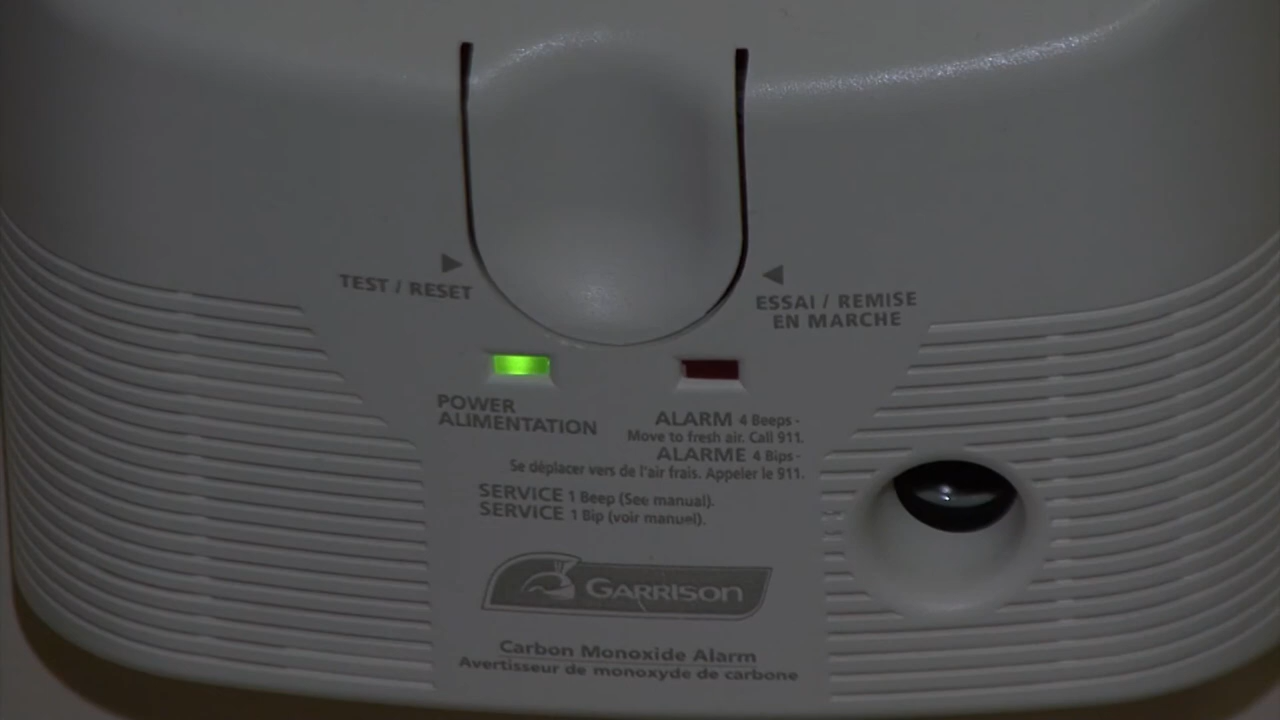 TEST / RESET
ESSAI / REMISE
EN MARCHE
POWER
ALIMENTATION
ALARM 4 Beeps -
Move to fresh air. Call 911.
ALARME 4 Bips -
Se déplacer vers de l'air frais. Appeler le 911.
SERVICE 1 Beep (See manual).
SERVICE 1 Bip (voir manuel).
GARRISON
Carbon Monoxide Alarm
Avertisseur de monoxyde de carbone